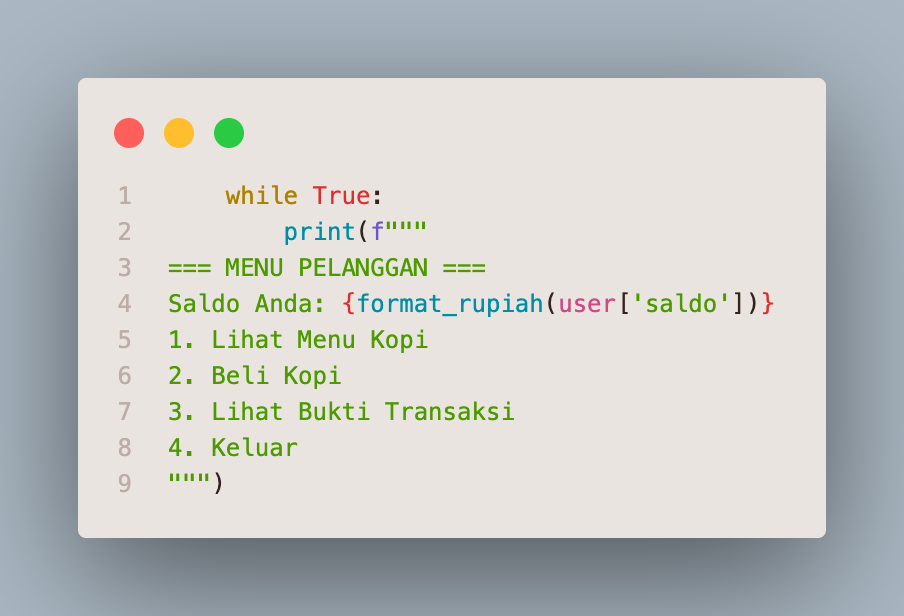 1     while True:
2         print(f"""
3 === MENU PELANGGAN ===
4 Saldo Anda: {format_rupiah(user['saldo'])}
5 1. Lihat Menu Kopi
6 2. Beli Kopi
7 3. Lihat Bukti Transaksi
8 4. Keluar
9 """)